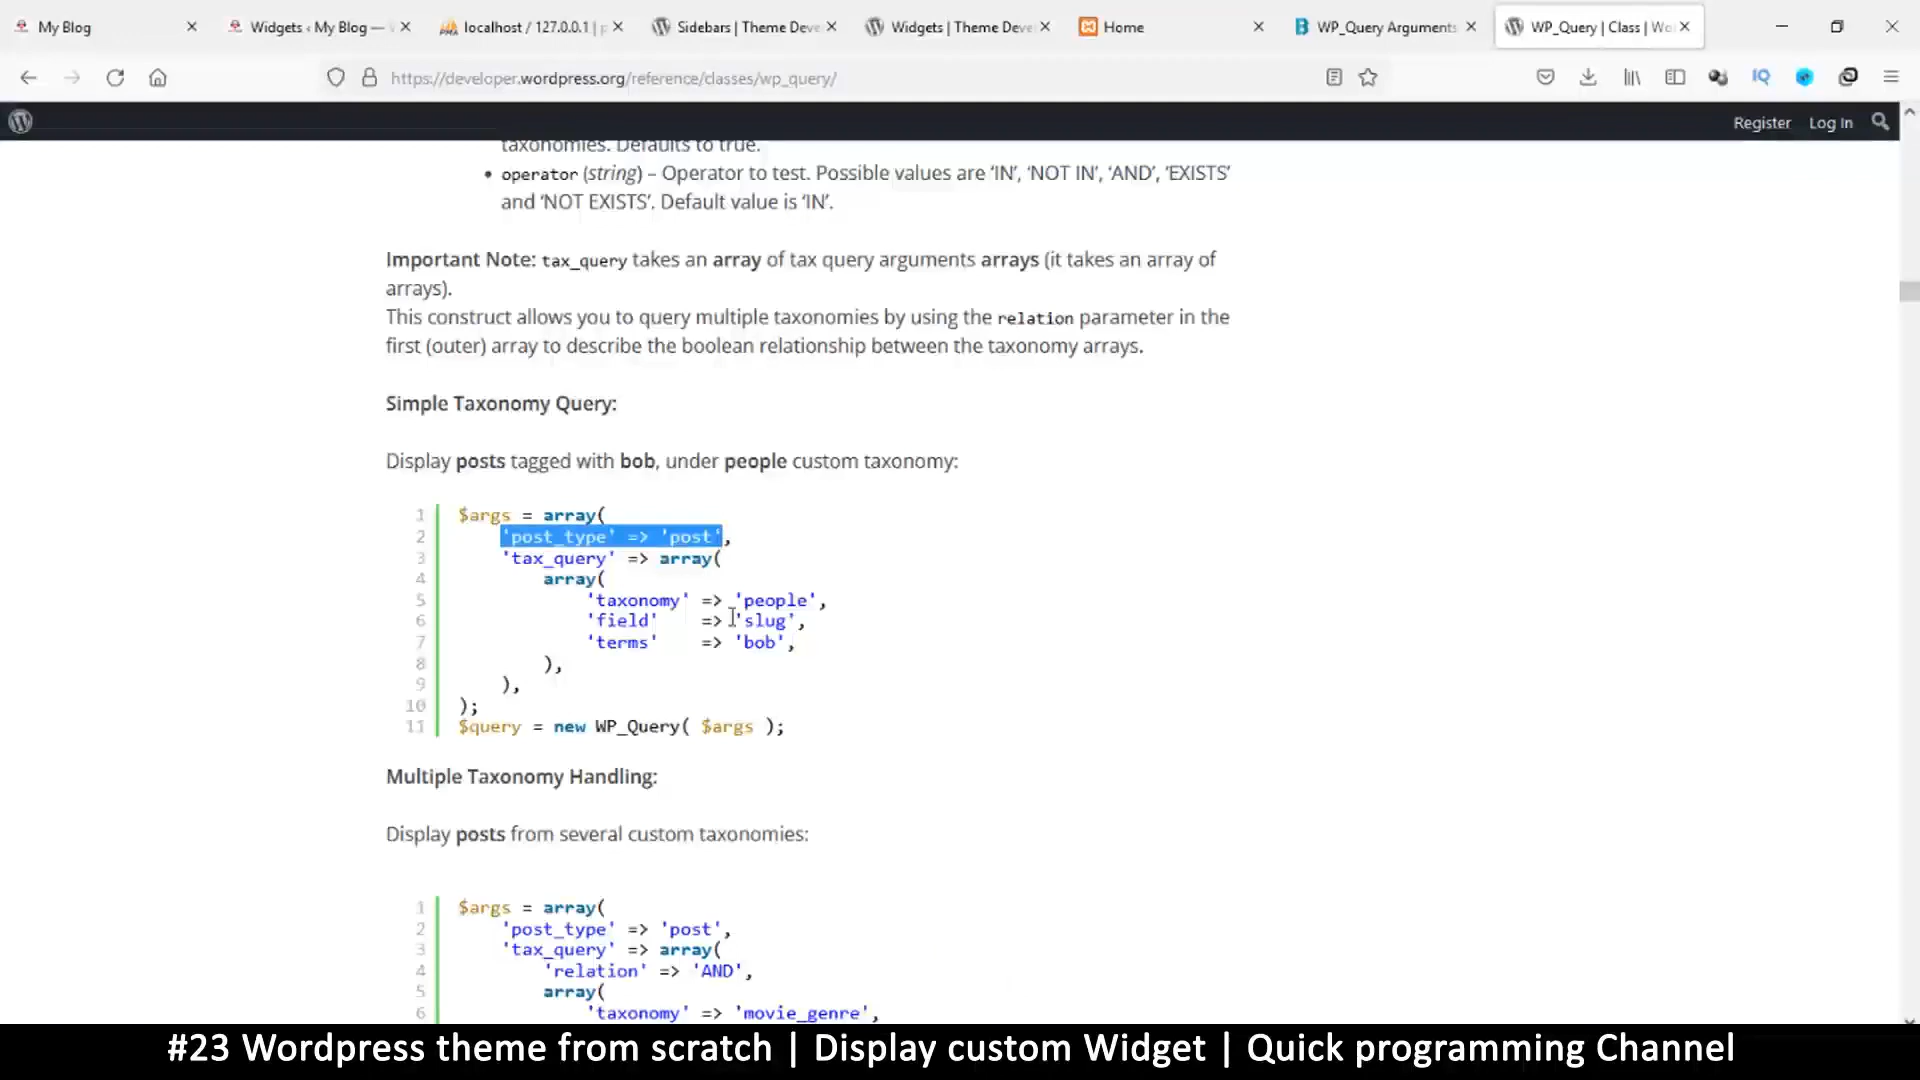 My Blog
Widgets ‹ My Blog —
localhost / 127.0.0.1 | p
Sidebars | Theme Deve
Widgets | Theme Deve
Home
WP_Query Arguments
WP_Query | Class | Wo
https://developer.wordpress.org/reference/classes/wp_query/
IQ
Register
Log In
taxonomies. Defaults to true.
• operator (string) – Operator to test. Possible values are ‘IN’, ‘NOT IN’, ‘AND’, ‘EXISTS’
and ‘NOT EXISTS’. Default value is ‘IN’.
Important Note: tax_query takes an array of tax query arguments arrays (it takes an array of
arrays).
This construct allows you to query multiple taxonomies by using the relation parameter in the
first (outer) array to describe the boolean relationship between the taxonomy arrays.
Simple Taxonomy Query:
Display posts tagged with bob, under people custom taxonomy:
1 $args = array(
2 'post_type' => 'post',
3 'tax_query' => array(
4 array(
5 'taxonomy' => 'people',
6 'field' => 'slug',
7 'terms' => 'bob',
8 ),
9 ),
10 );
11 $query = new WP_Query( $args );
Multiple Taxonomy Handling:
Display posts from several custom taxonomies:
1 $args = array(
2 'post_type' => 'post',
3 'tax_query' => array(
4 'relation' => 'AND',
5 array(
6 'taxonomy' => 'movie_genre',
#23 Wordpress theme from scratch | Display custom Widget | Quick programming Channel